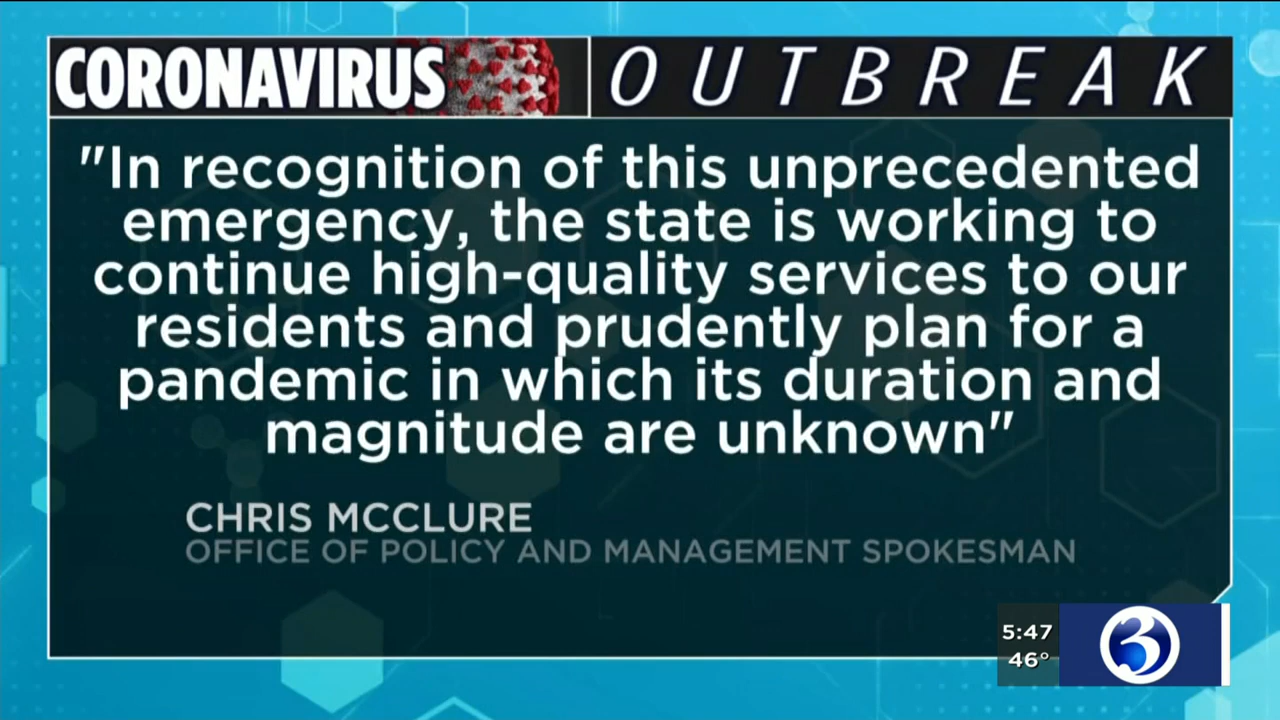 CORONAVIRUS OUTBREAK
"In recognition of this unprecedented
emergency, the state is working to
continue high-quality services to our
residents and prudently plan for a
pandemic in which its duration and
magnitude are unknown"
CHRIS MCCLURE
OFFICE OF POLICY AND MANAGEMENT SPOKESMAN
5:47
46°
3